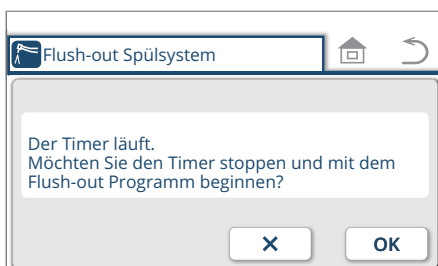 Flush-out Spülsystem
Der Timer läuft.
Möchten Sie den Timer stoppen und mit dem
Flush-out Programm beginnen?
OK